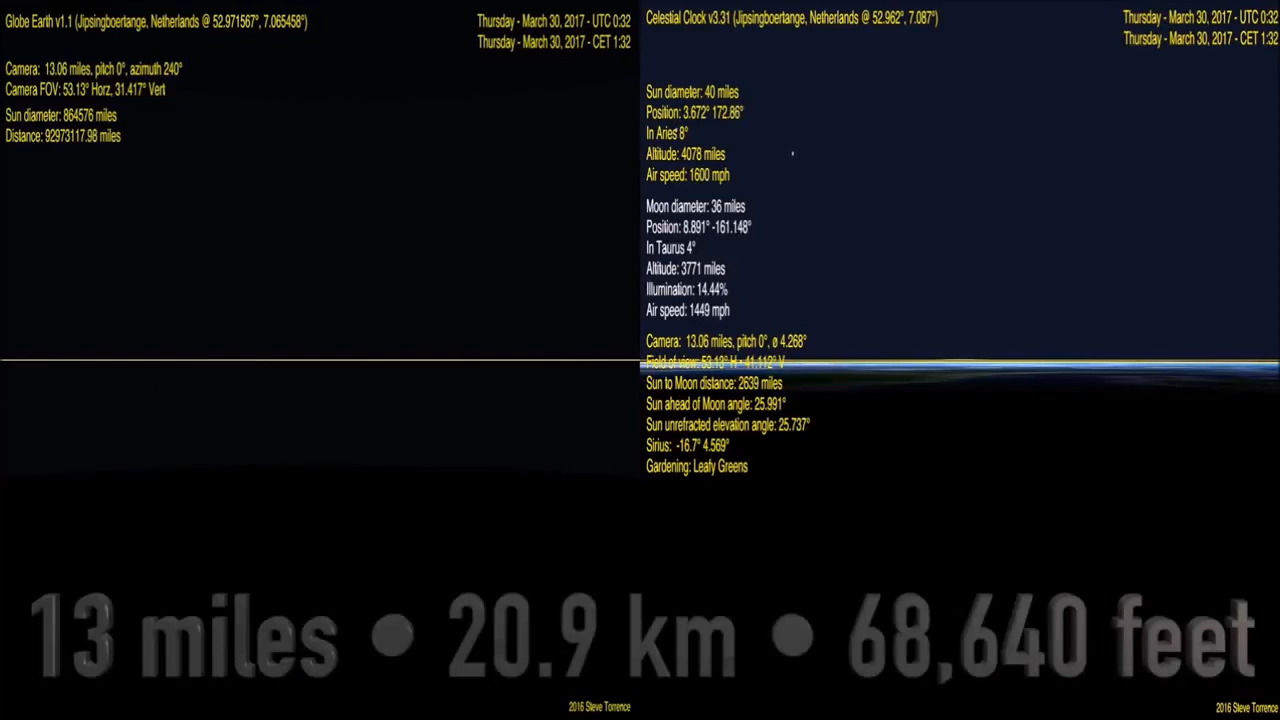 Globe Earth v1.1 (Jipsingboertange, Netherlands @ 52.971567°, 7.065458°)
Thursday - March 30, 2017 - UTC 0:32
Thursday - March 30, 2017 - CET 1:32
Camera: 13.06 miles, pitch 0°, azimuth 240°
Camera FOV: 53.13° Horz, 31.417° Vert
Sun diameter: 864576 miles
Distance: 92973117.98 miles
Celestial Clock v3.31 (Jipsingboertange, Netherlands @ 52.962°, 7.087°)
Thursday - March 30, 2017 - UTC 0:32
Thursday - March 30, 2017 - CET 1:32
Sun diameter: 40 miles
Position: 3.672° 172.86°
In Aries 8°
Altitude: 4078 miles
Air speed: 1600 mph
Moon diameter: 36 miles
Position: 8.891° -161.148°
In Taurus 4°
Altitude: 3771 miles
Illumination: 14.44%
Air speed: 1449 mph
Camera: 13.06 miles, pitch 0°, ø 4.268°
Field of view: 53.13° H - 41.112° V
Sun to Moon distance: 2639 miles
Sun ahead of Moon angle: 25.991°
Sun unrefracted elevation angle: 25.737°
Sirius: -16.7° 4.569°
Gardening: Leafy Greens
13 miles • 20.9 km • 68,640 feet
2016 Steve Torrence
2016 Steve Torrence